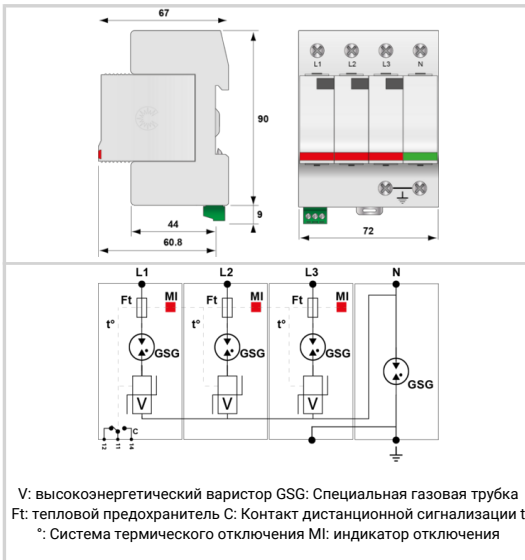 67
L1 L2 L3 N
90
9
44
60.8
72
L1 L2 L3 N
Ft MI Ft MI Ft MI
t° t° t°
GSG GSG GSG
GSG
V V V
C
12 11 14
V: высокоэнергетический варистор GSG: Специальная газовая трубка
Ft: тепловой предохранитель C: Контакт дистанционной сигнализации t
°: Система термического отключения MI: индикатор отключения